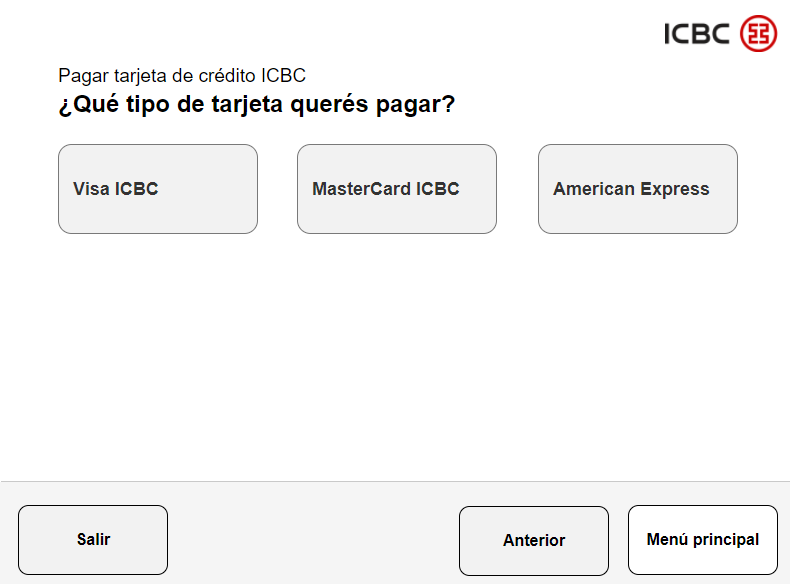 ICBC
Pagar tarjeta de crédito ICBC
¿Qué tipo de tarjeta querés pagar?
Visa ICBC
MasterCard ICBC
American Express
Salir
Anterior
Menú principal